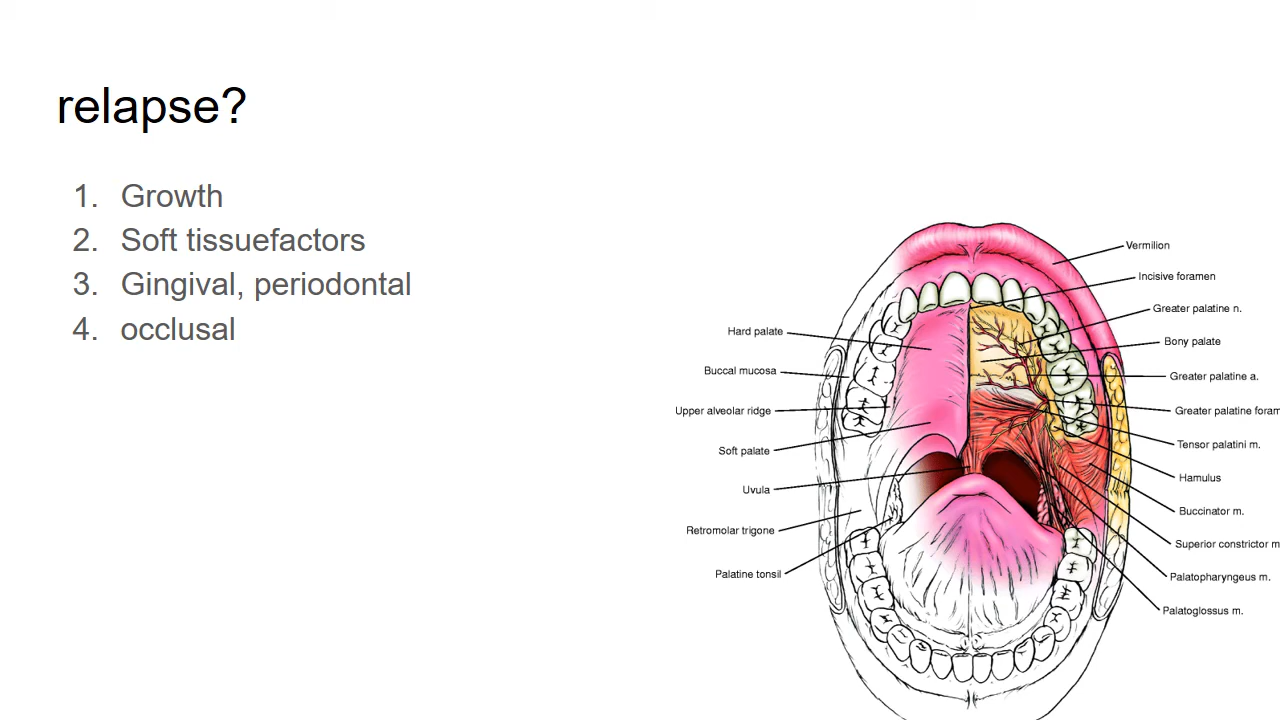 relapse?
1. Growth
2. Soft tissuefactors
3. Gingival, periodontal
4. occlusal
Hard palate
Buccal mucosa
Upper alveolar ridge
Soft palate
Uvula
Retromolar trigone
Palatine tonsil
Vermilion
Incisive foramen
Greater palatine n.
Bony palate
Greater palatine a.
Greater palatine foram
Tensor palatini m.
Hamulus
Buccinator m.
Superior constrictor m
Palatopharyngeus m.
Palatoglossus m.